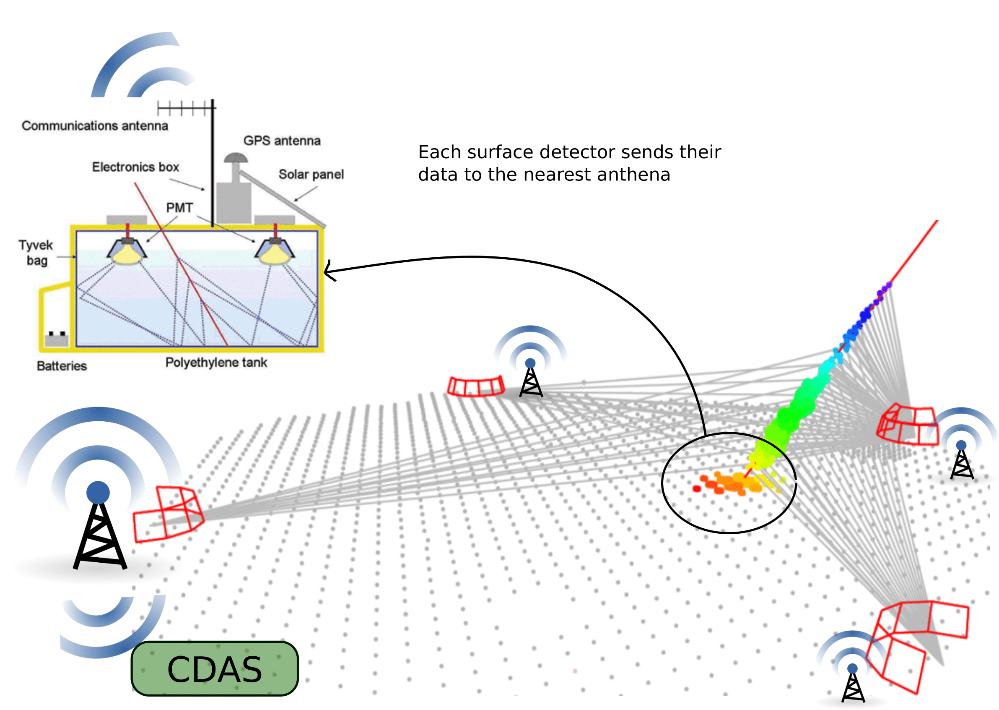 Communications antenna
GPS antenna
Electronics box
Solar panel
PMT
Tyvek
bag
Batteries
Polyethylene tank
Each surface detector sends their
data to the nearest anthena
CDAS